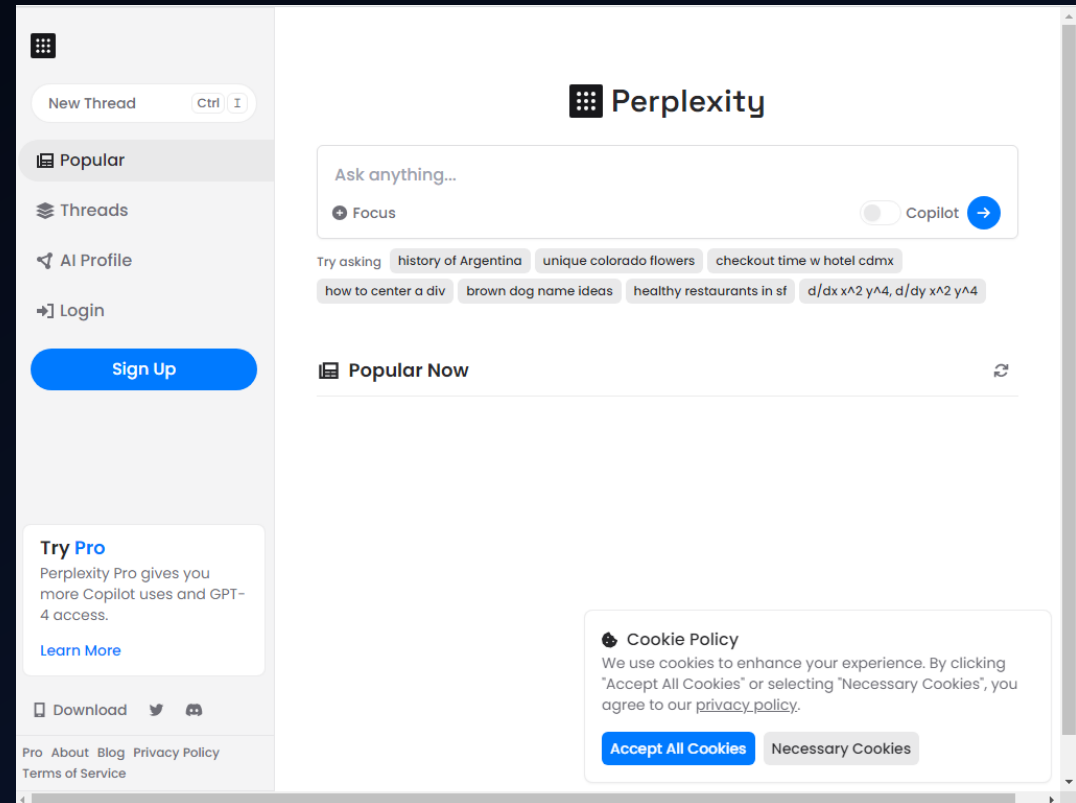 New Thread
Ctrl I
Popular
Threads
AI Profile
Login
Sign Up
Try Pro
Perplexity Pro gives you
more Copilot uses and GPT-
4 access.
Learn More
Download
Pro About Blog Privacy Policy
Terms of Service
Perplexity
Ask anything...
Focus
Copilot
Try asking history of Argentina unique colorado flowers checkout time w hotel cdmx
how to center a div brown dog name ideas healthy restaurants in sf d/dx x^2 y^4, d/dy x^2 y^4
Popular Now
Cookie Policy
We use cookies to enhance your experience. By clicking
"Accept All Cookies" or selecting "Necessary Cookies", you
agree to our privacy policy.
Accept All Cookies Necessary Cookies